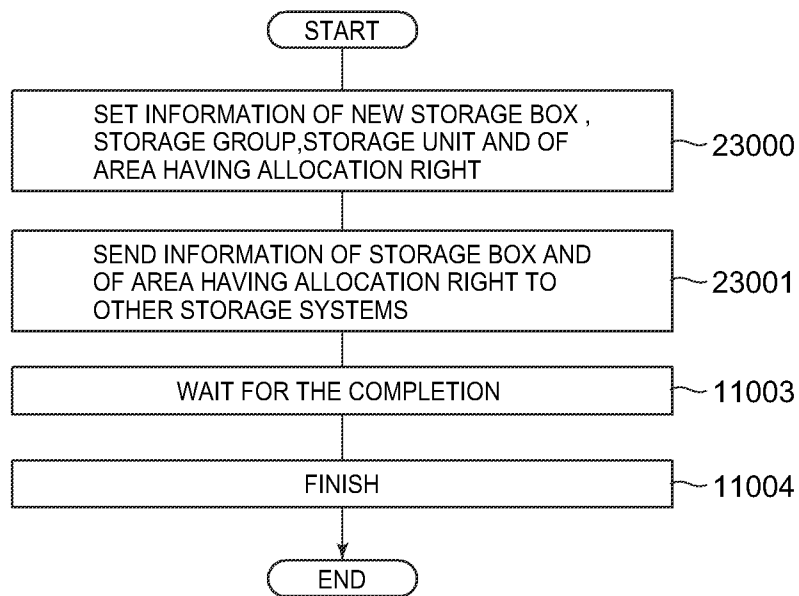 START
SET INFORMATION OF NEW STORAGE BOX ,
STORAGE GROUP,STORAGE UNIT AND OF
AREA HAVING ALLOCATION RIGHT
23000
SEND INFORMATION OF STORAGE BOX AND
OF AREA HAVING ALLOCATION RIGHT TO
OTHER STORAGE SYSTEMS
23001
WAIT FOR THE COMPLETION
11003
FINISH
11004
END